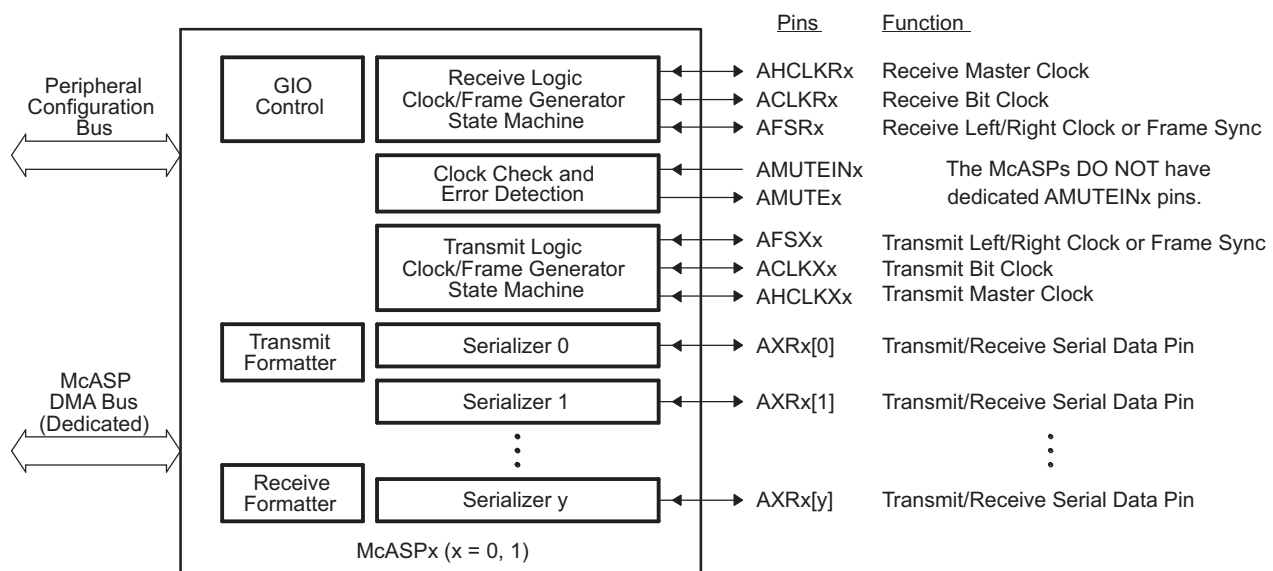 Pins Function
Peripheral
Configuration
Bus
GIO
Control
Receive Logic
Clock/Frame Generator
State Machine
AHCLKRx Receive Master Clock
ACLKRx Receive Bit Clock
AFSRx Receive Left/Right Clock or Frame Sync
Clock Check and
Error Detection
AMUTEINx
AMUTEx
The McASPs DO NOT have
dedicated AMUTEINx pins.
Transmit Logic
Clock/Frame Generator
State Machine
AFSXx Transmit Left/Right Clock or Frame Sync
ACLKXx Transmit Bit Clock
AHCLKXx Transmit Master Clock
McASP
DMA Bus
(Dedicated)
Transmit
Formatter
Serializer 0
AXRx[0] Transmit/Receive Serial Data Pin
Serializer 1
AXRx[1] Transmit/Receive Serial Data Pin
Receive
Formatter
Serializer y
AXRx[y] Transmit/Receive Serial Data Pin
McASPx (x = 0, 1)